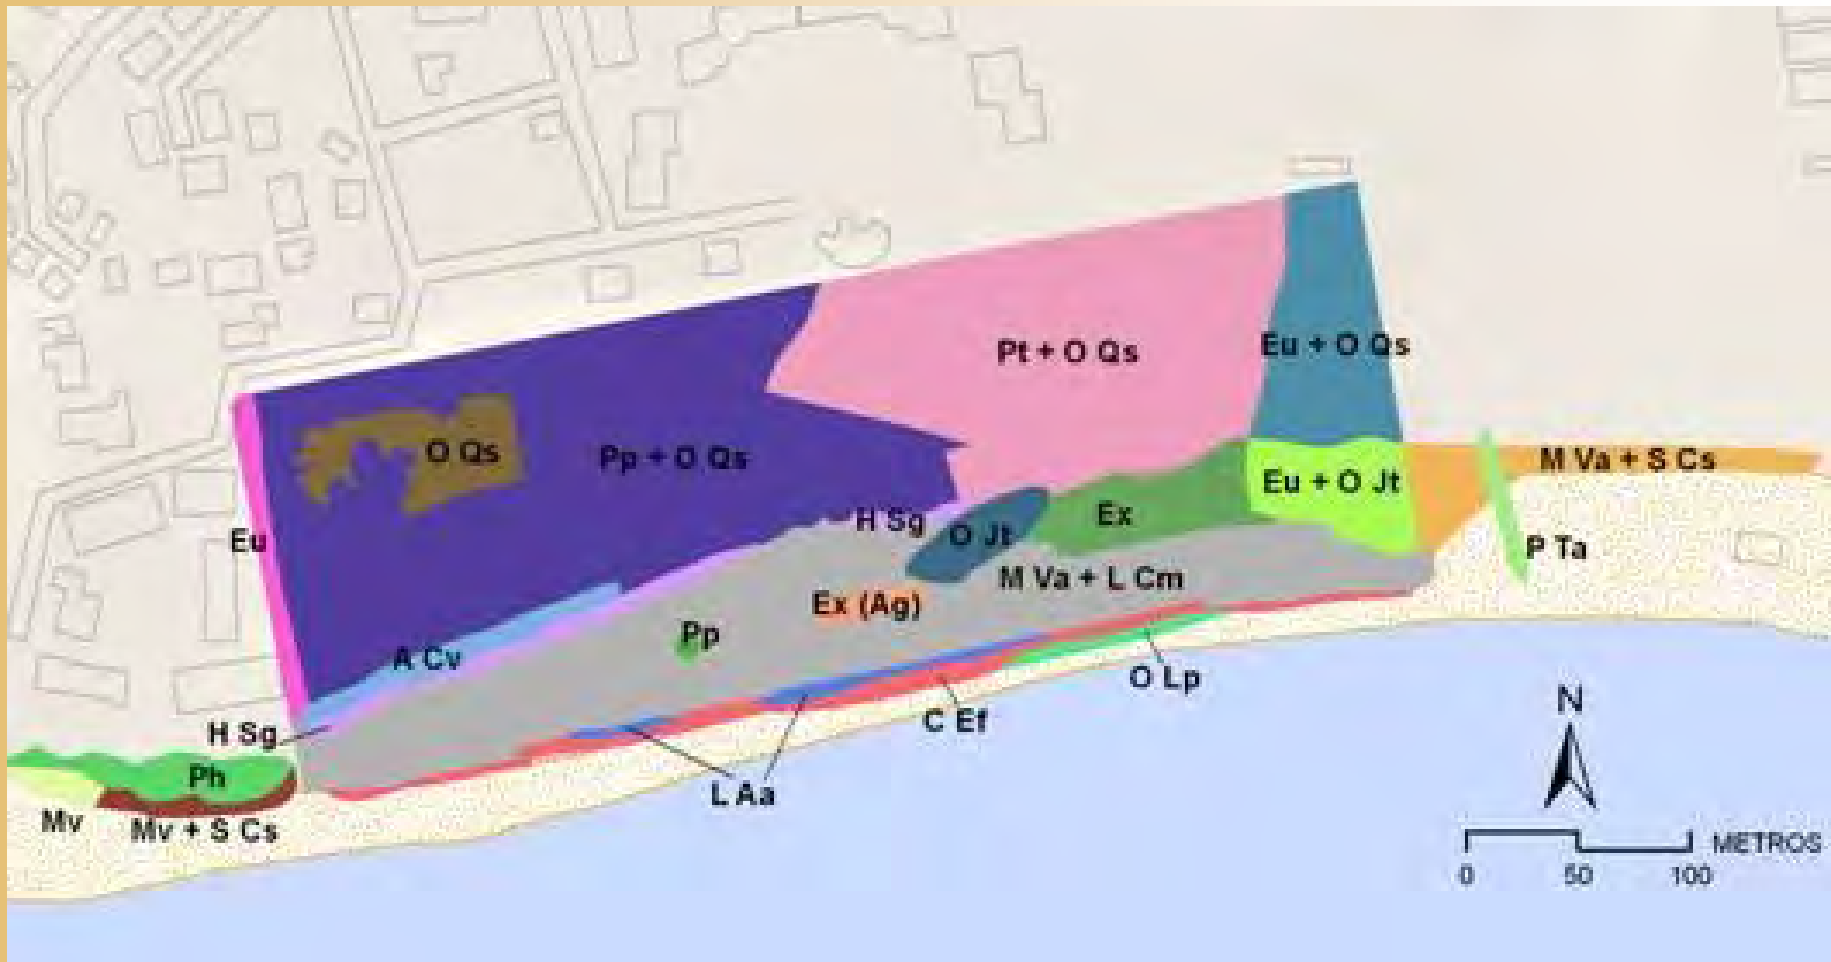 Eu + O Qs
Pt + O Qs
O Qs
Pp + O Qs
M Va + S Cs
Eu + O Jt
H Sg
Ex
O Jt
Eu
P Ta
M Va + L Cm
Ex (Ag)
Pp
A Cv
O Lp
H Sg
C Ef
N
Ph
L Aa
Mv
Mv + S Cs
METROS
0 50 100